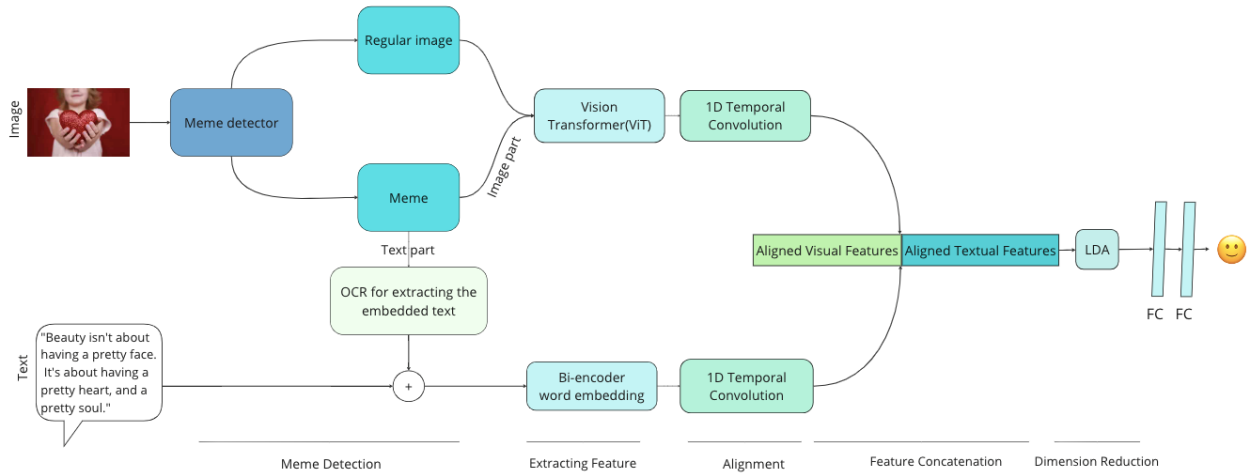 Image
Meme detector
Regular image
Meme
Image part
Text part
Vision
Transformer(ViT)
1D Temporal
Convolution
OCR for extracting the
embedded text
Text
"Beauty isn't about
having a pretty face.
It's about having a
pretty heart, and a
pretty soul."
+
Bi-encoder
word embedding
1D Temporal
Convolution
Aligned Visual Features
Aligned Textual Features
LDA
FC
FC
Meme Detection
Extracting Feature
Alignment
Feature Concatenation
Dimension Reduction